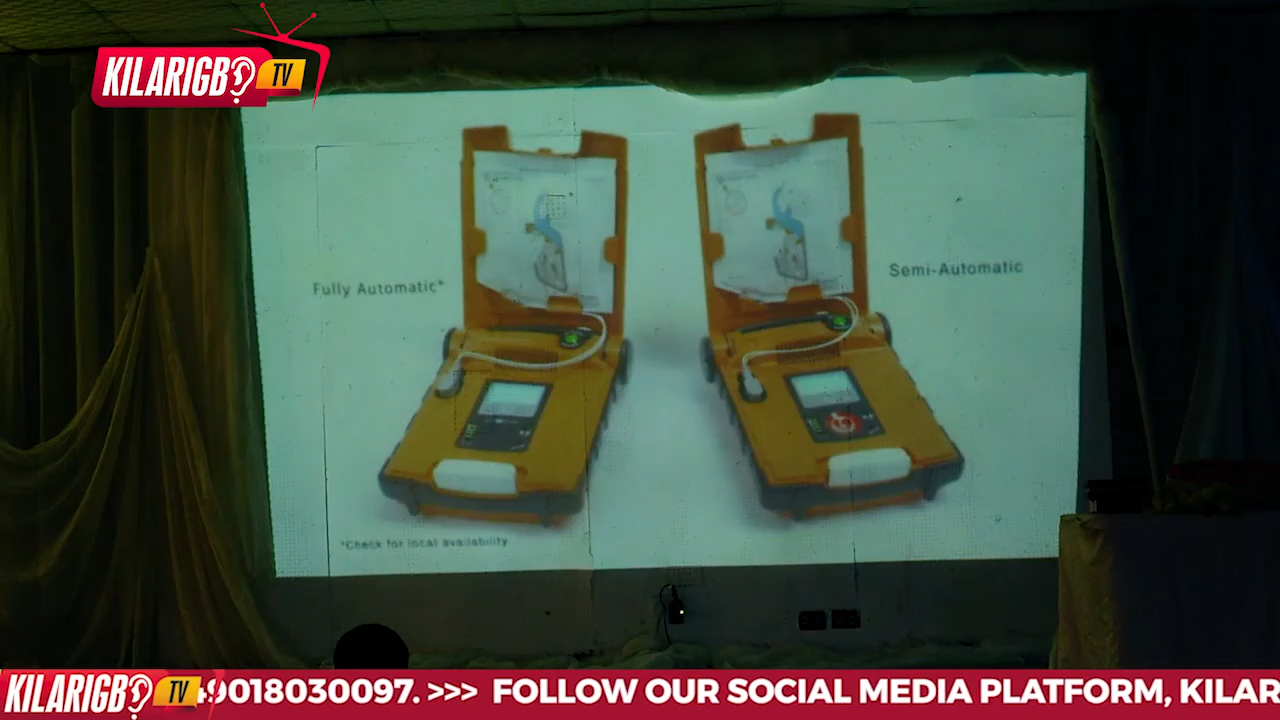 KILARIGBO TV
Semi-Automatic
Fully Automatic*
*Check for local availability
KILARIGBO TV
9018030097. >>> FOLLOW OUR SOCIAL MEDIA PLATFORM, KILAR